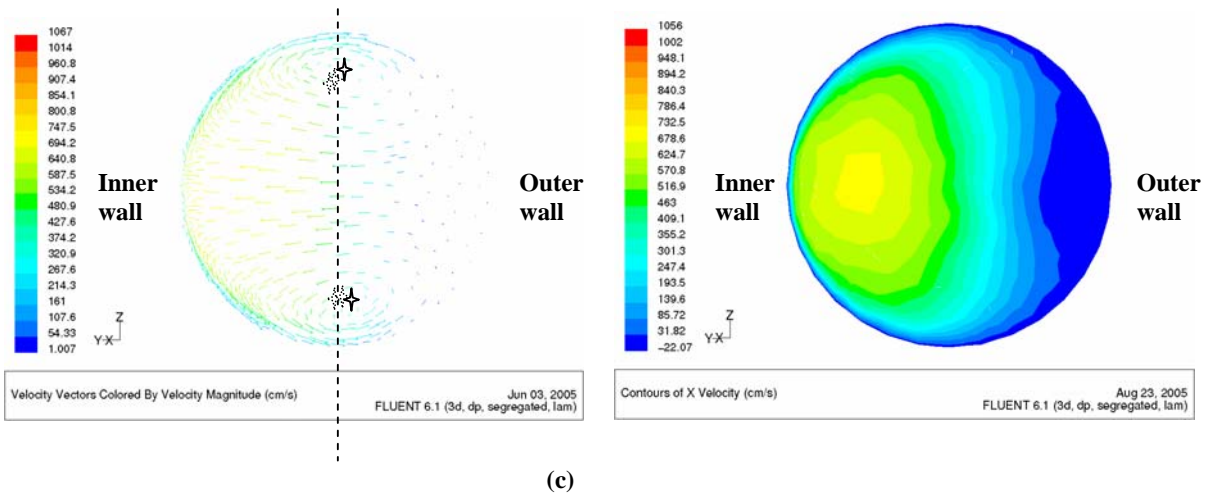 1067
1014
960.8
907.4
854.1
800.8
747.5
694.2
640.8
587.5
534.2
480.9
427.6
374.2
320.9
267.6
214.3
161
107.6
54.33
1.007
Inner
wall
Outer
wall
Z
Y X
Velocity Vectors Colored By Velocity Magnitude (cm/s)
Jun 03, 2005
FLUENT 6.1 (3d, dp, segregated, lam)
1056
1002
948.1
894.2
840.3
786.4
732.5
678.6
624.7
570.8
516.9
463
409.1
355.2
301.3
247.4
193.5
139.6
85.72
31.82
-22.07
Inner
wall
Outer
wall
Z
Y X
Contours of X Velocity (cm/s)
Aug 23, 2005
FLUENT 6.1 (3d, dp, segregated, lam)
(c)